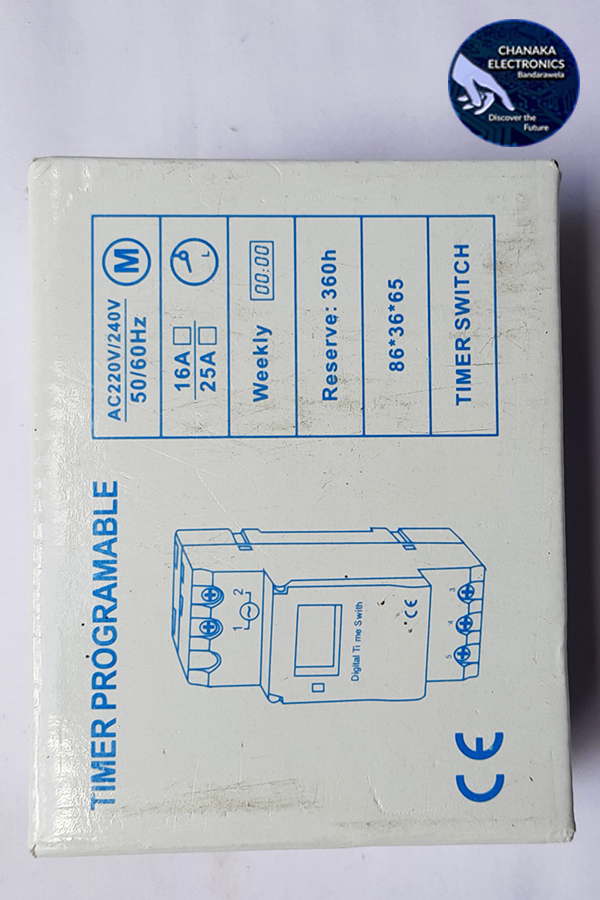 CHANAKA
ELECTRONICS
Bandarawela
Discover the
Future
TIMER PROGRAMABLE
AC220V/240V
50/60Hz
M
16A
25A
L
Weekly
00:00
Reserve: 360h
86*36*65
TIMER SWITCH
1 2
Digital Ti me Swith
CE
5 4 3
CE